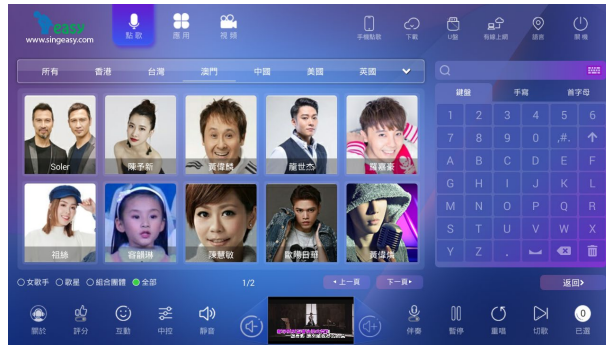 Singeasy
www.singeasy.com
點歌
應用
視頻
手機點歌
下載
U盤
有線上網
語音
關機
所有
香港
台灣
澳門
中國
美國
英國
鍵盤
手寫
首字母
1 2 3 4 5 6
7 8 9 0 #.
A B C D E F
G H I J K L
M N O P Q R
S T U V W X
Y Z .
Soler
陳予新
黃偉麟
龍世杰
蘇嘉豪
祖絲
容韻琳
陳慧敏
歐陽日華
黃偉燦
女歌手
歌星
組合團體
全部
1/2
上一頁
下一頁
返回>
關於
評分
互動
中控
靜音
伴奏
暫停
重唱
切歌
0
已選